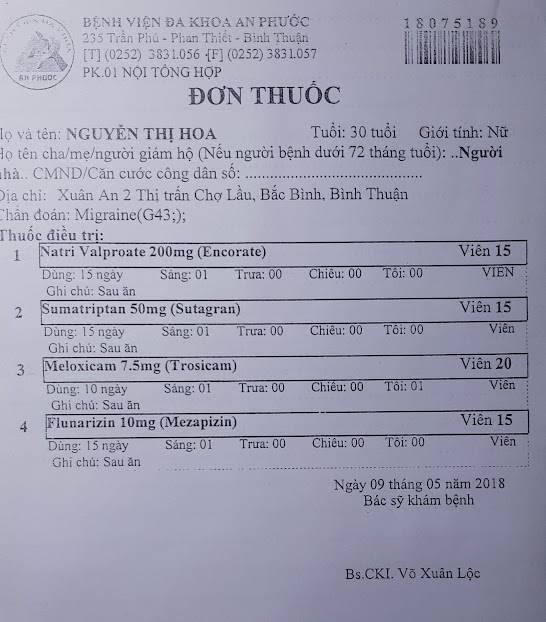 BỆNH VIỆN ĐA KHOA AN PHƯỚC
18075189
235 Trần Phú - Phan Thiết - Bình Thuận
[T] (0252) 3831.056 -[F] (0252) 3831.057
AN PHƯỚC
PK.01 NỘI TỔNG HỢP
ĐƠN THUỐC
Họ và tên: NGUYỄN THỊ HOA Tuổi: 30 tuổi Giới tính: Nữ
Họ tên cha/mẹ/người giám hộ (Nếu người bệnh dưới 72 tháng tuổi): ..Người
nhà.. CMND/Căn cước công dân số: ..........................................
Địa chỉ: Xuân An 2 Thị trấn Chợ Lầu, Bắc Bình, Bình Thuận
Chẩn đoán: Migraine(G43;);
Thuốc điều trị:
1 Natri Valproate 200mg (Encorate) Viên 15
Dùng: 15 ngày Sáng: 01 Trưa: 00 Chiều: 00 Tối: 00 VIÊN
Ghi chú: Sau ăn
2 Sumatriptan 50mg (Sutagran) Viên 15
Dùng: 15 ngày Sáng: 01 Trưa: 00 Chiều: 00 Tối: 00 Viên
Ghi chú: Sau ăn
3 Meloxicam 7.5mg (Trosicam) Viên 20
Dùng: 10 ngày Sáng: 01 Trưa: 00 Chiều: 00 Tối: 01 Viên
Ghi chú: Sau ăn
4 Flunarizin 10mg (Mezapizin) Viên 15
Dùng: 15 ngày Sáng: 01 Trưa: 00 Chiều: 00 Tối: 00 Viên
Ghi chú: Sau ăn
Ngày 09 tháng 05 năm 2018
Bác sỹ khám bệnh
Bs.CKI. Võ Xuân Lộc